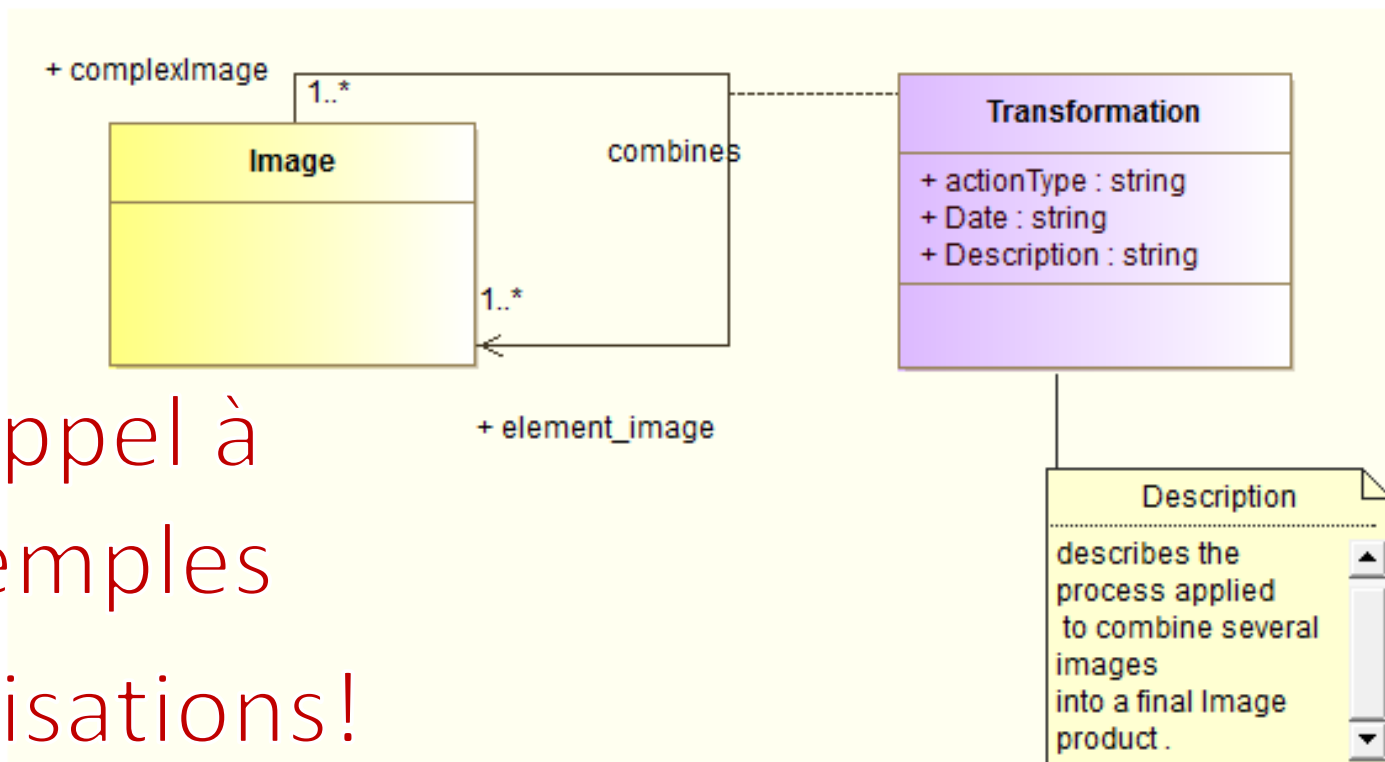 + complexImage
1..*
Image
combines
1..*
+ element_image
Transformation
+ actionType : string
+ Date : string
+ Description : string
Description
describes the
process applied
to combine several
images
into a final Image
product .
ppel à
emples
isations!